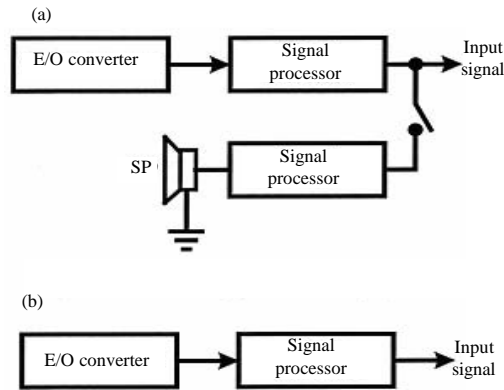 (a)
E/O converter
Signal
processor
Input
signal
SP
Signal
processor
(b)
E/O converter
Signal
processor
Input
signal